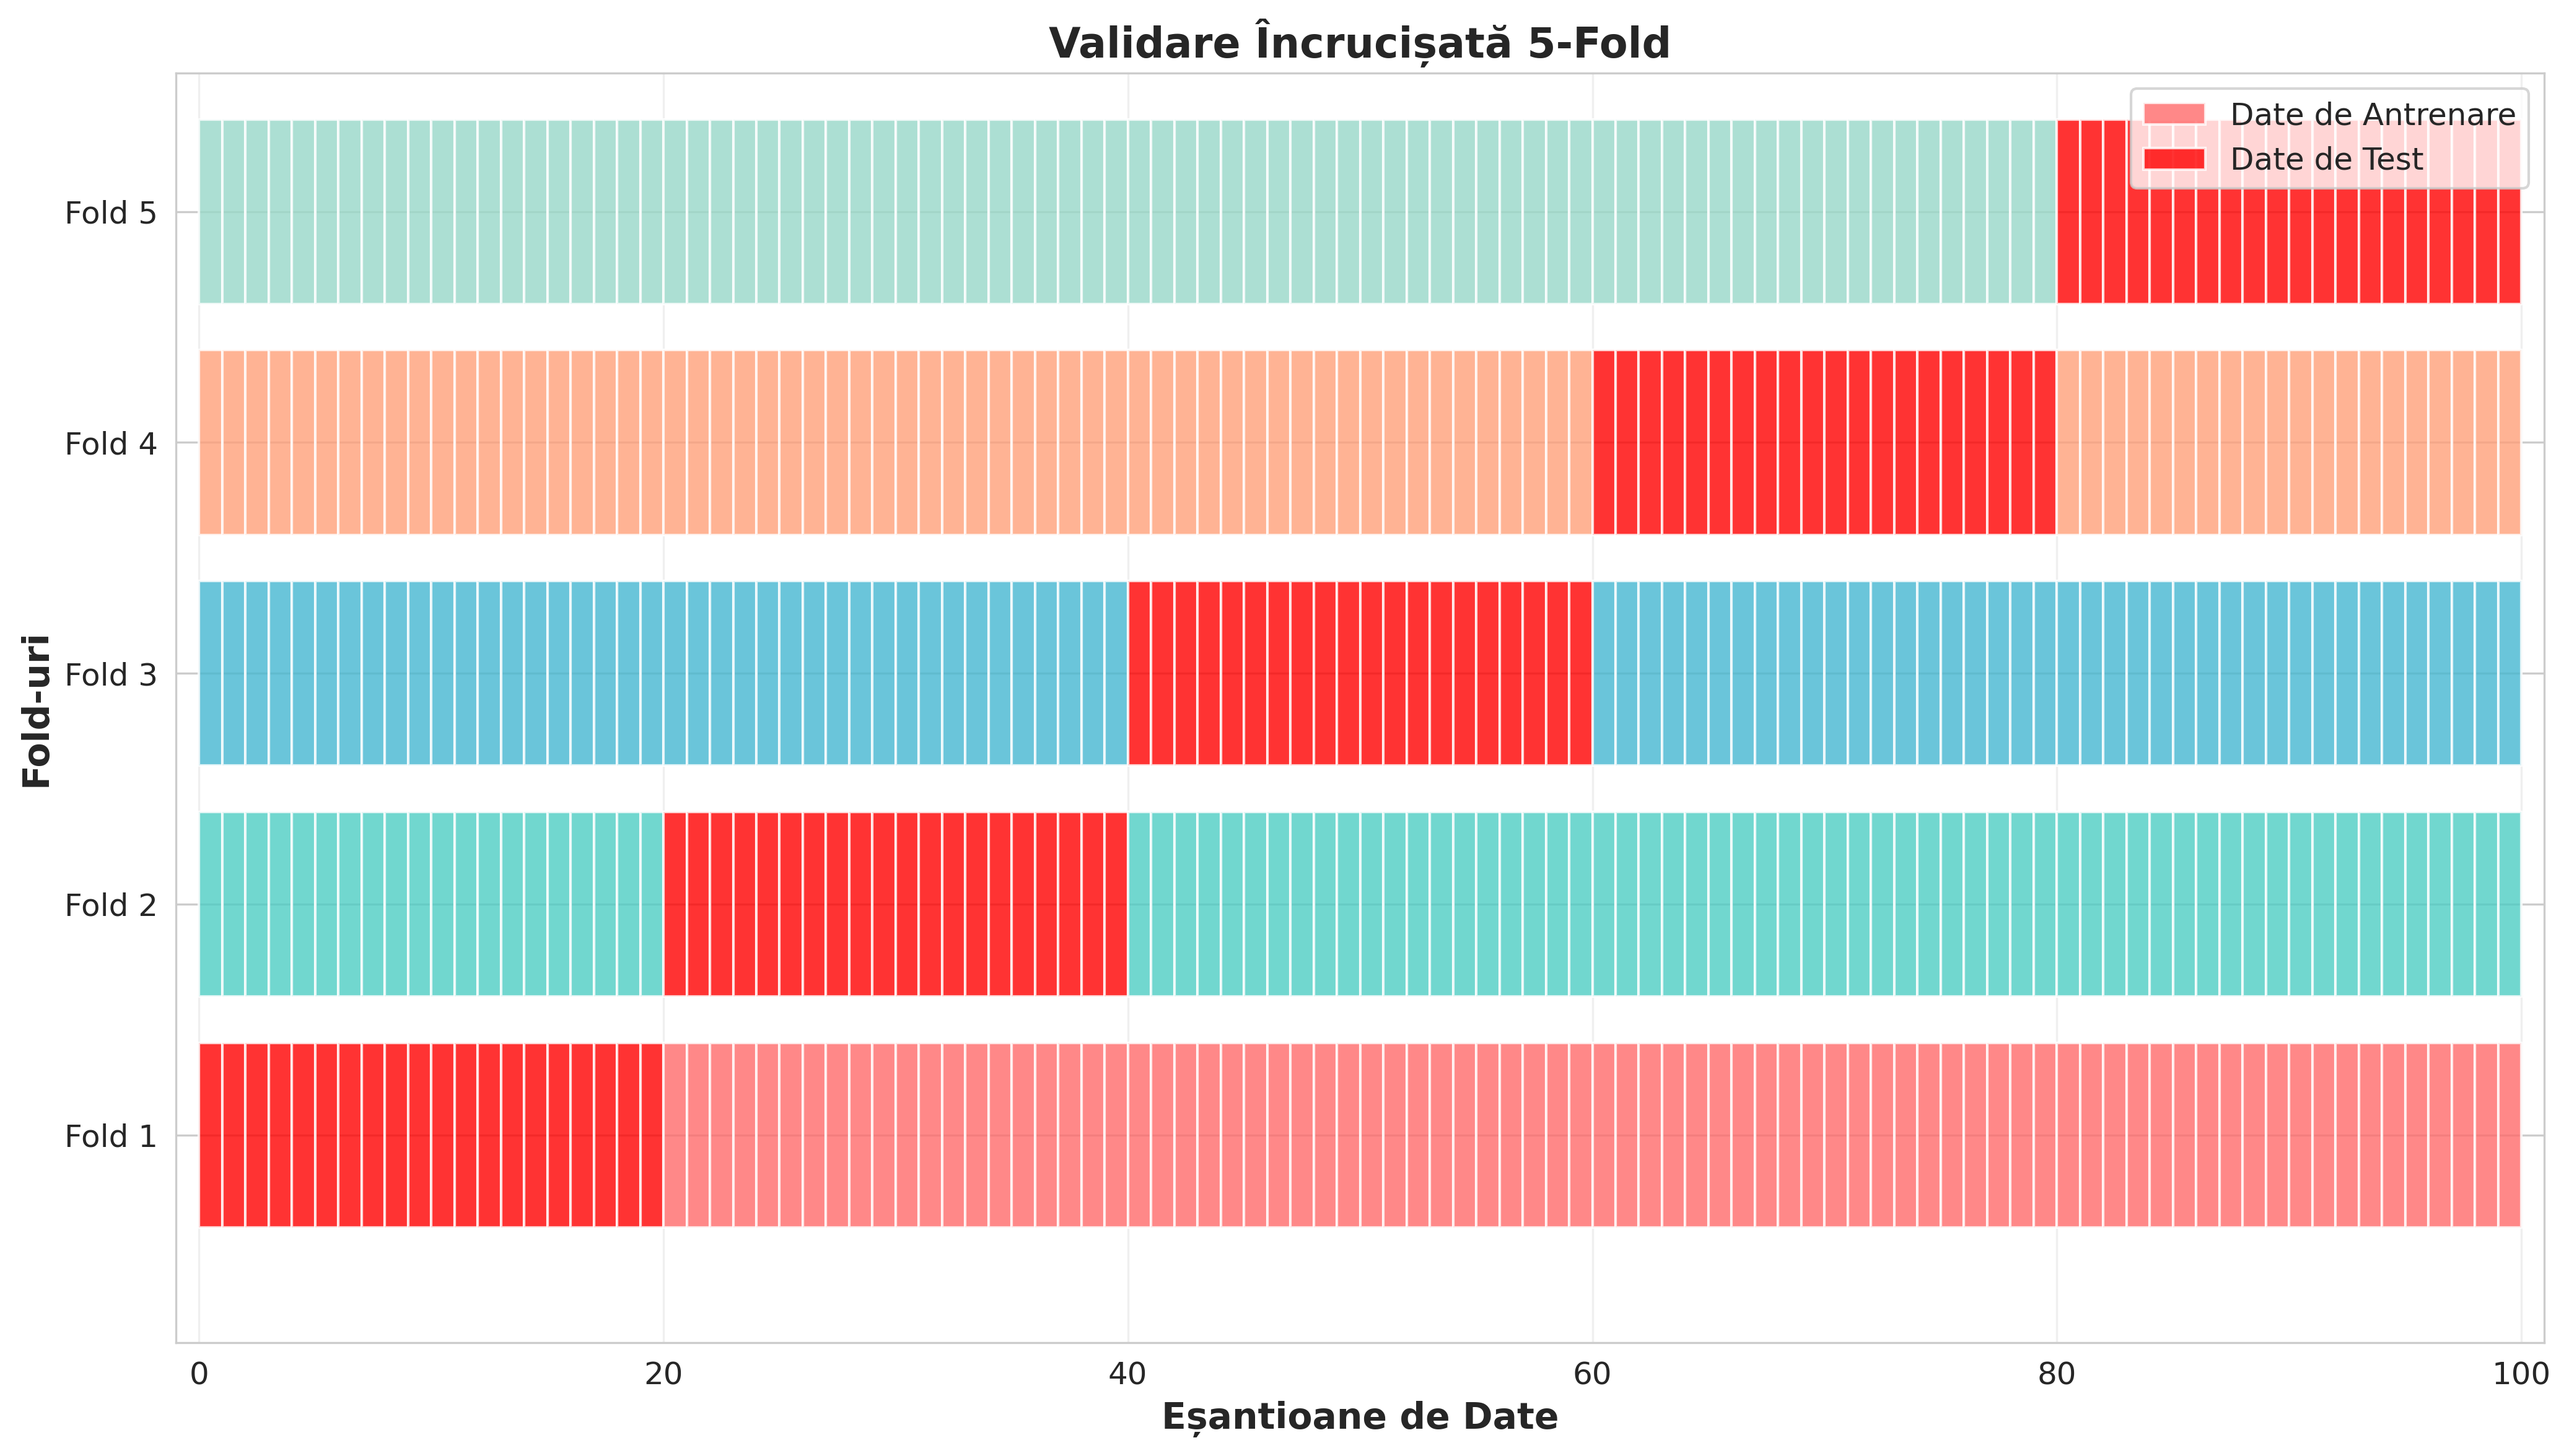 Validare Încrucișată 5-Fold
Date de Antrenare
Date de Test
Fold 5
Fold 4
Fold 3
Fold 2
Fold 1
Fold-uri
0 20 40 60 80 100
Eșantioane de Date